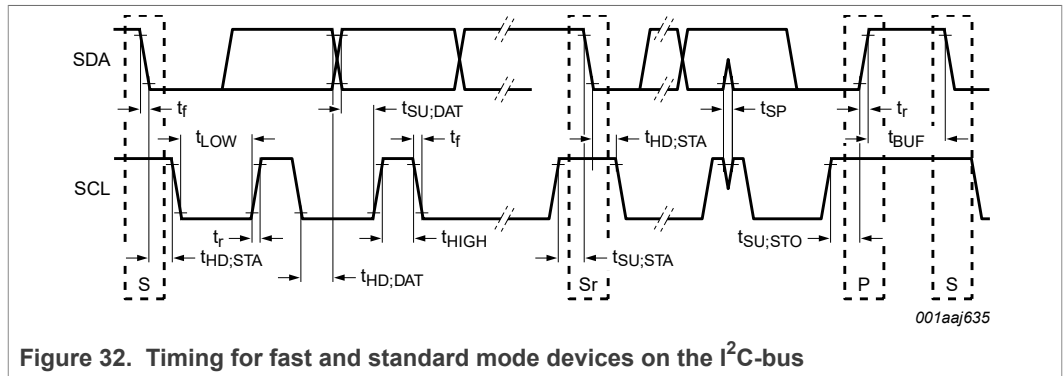 SDA
t_f
t_SU;DAT
t_SP
t_r
t_LOW
t_f
t_HD;STA
t_BUF
SCL
t_r
t_HIGH
t_SU;STO
t_HD;STA
t_SU;STA
t_HD;DAT
S
Sr
P
S
001aaj635
Figure 32. Timing for fast and standard mode devices on the I²C-bus